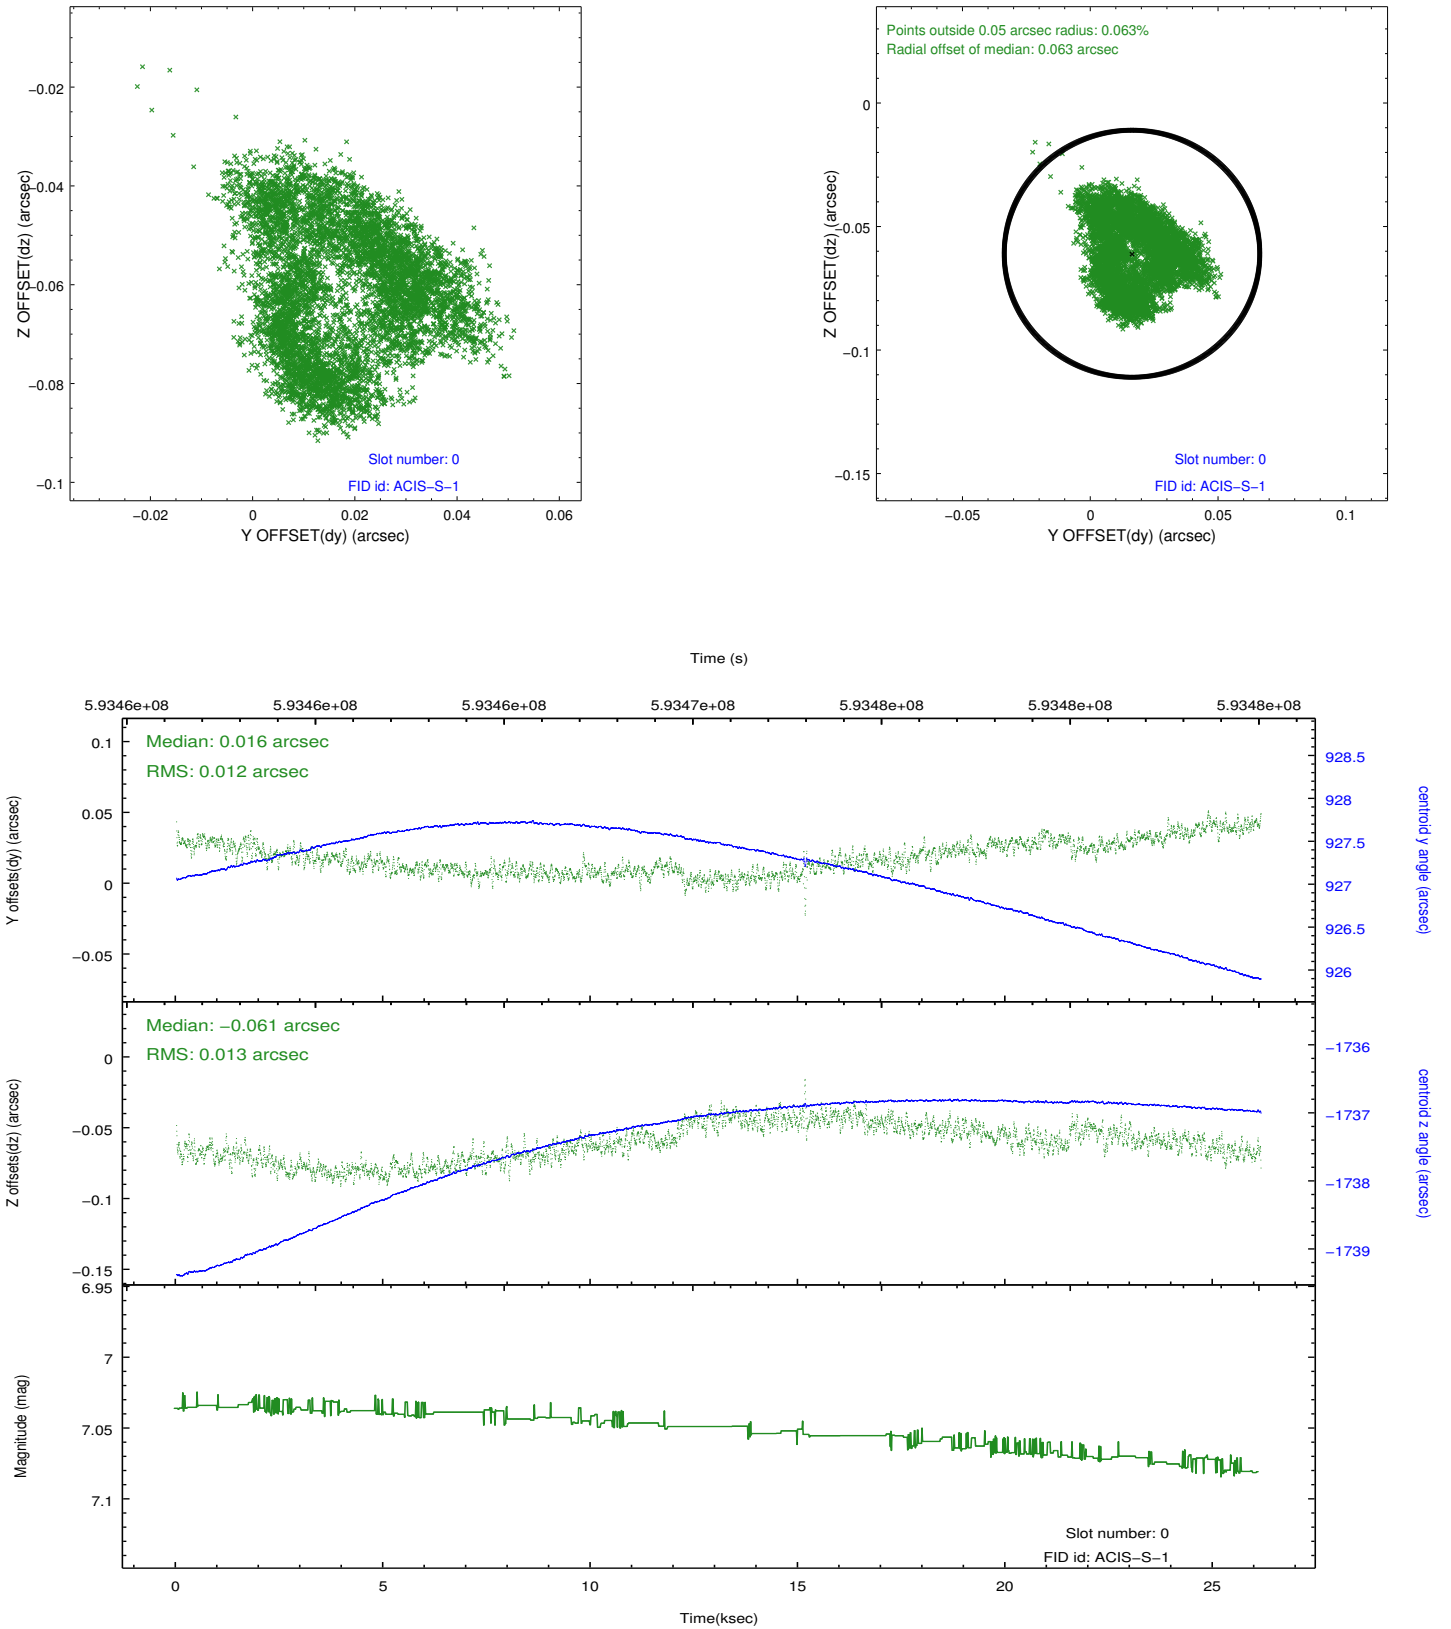 −0.02
−0.04
−0.06
−0.08
−0.1
Z OFFSET(dz) (arcsec)
Slot number: 0
FID id: ACIS−S−1
−0.02
0
0.02
0.04
0.06
Y OFFSET(dy) (arcsec)
Points outside 0.05 arcsec radius: 0.063%
Radial offset of median: 0.063 arcsec
0
−0.05
−0.1
−0.15
Z OFFSET(dz) (arcsec)
Slot number: 0
FID id: ACIS−S−1
−0.05
0
0.05
0.1
Y OFFSET(dy) (arcsec)
Time (s)
5.9346e+08
5.9346e+08
5.9346e+08
5.9347e+08
5.9348e+08
5.9348e+08
5.9348e+08
Median: 0.016 arcsec
RMS: 0.012 arcsec
0.1
0.05
0
−0.05
Y offsets(dy) (arcsec)
928.5
928
927.5
927
926.5
926
centroid y angle (arcsec)
Median: −0.061 arcsec
RMS: 0.013 arcsec
0
−0.05
−0.1
−0.15
Z offsets(dz) (arcsec)
−1736
−1737
−1738
−1739
centroid z angle (arcsec)
6.95
7
7.05
7.1
Magnitude (mag)
Slot number: 0
FID id: ACIS−S−1
0
5
10
15
20
25
Time(ksec)